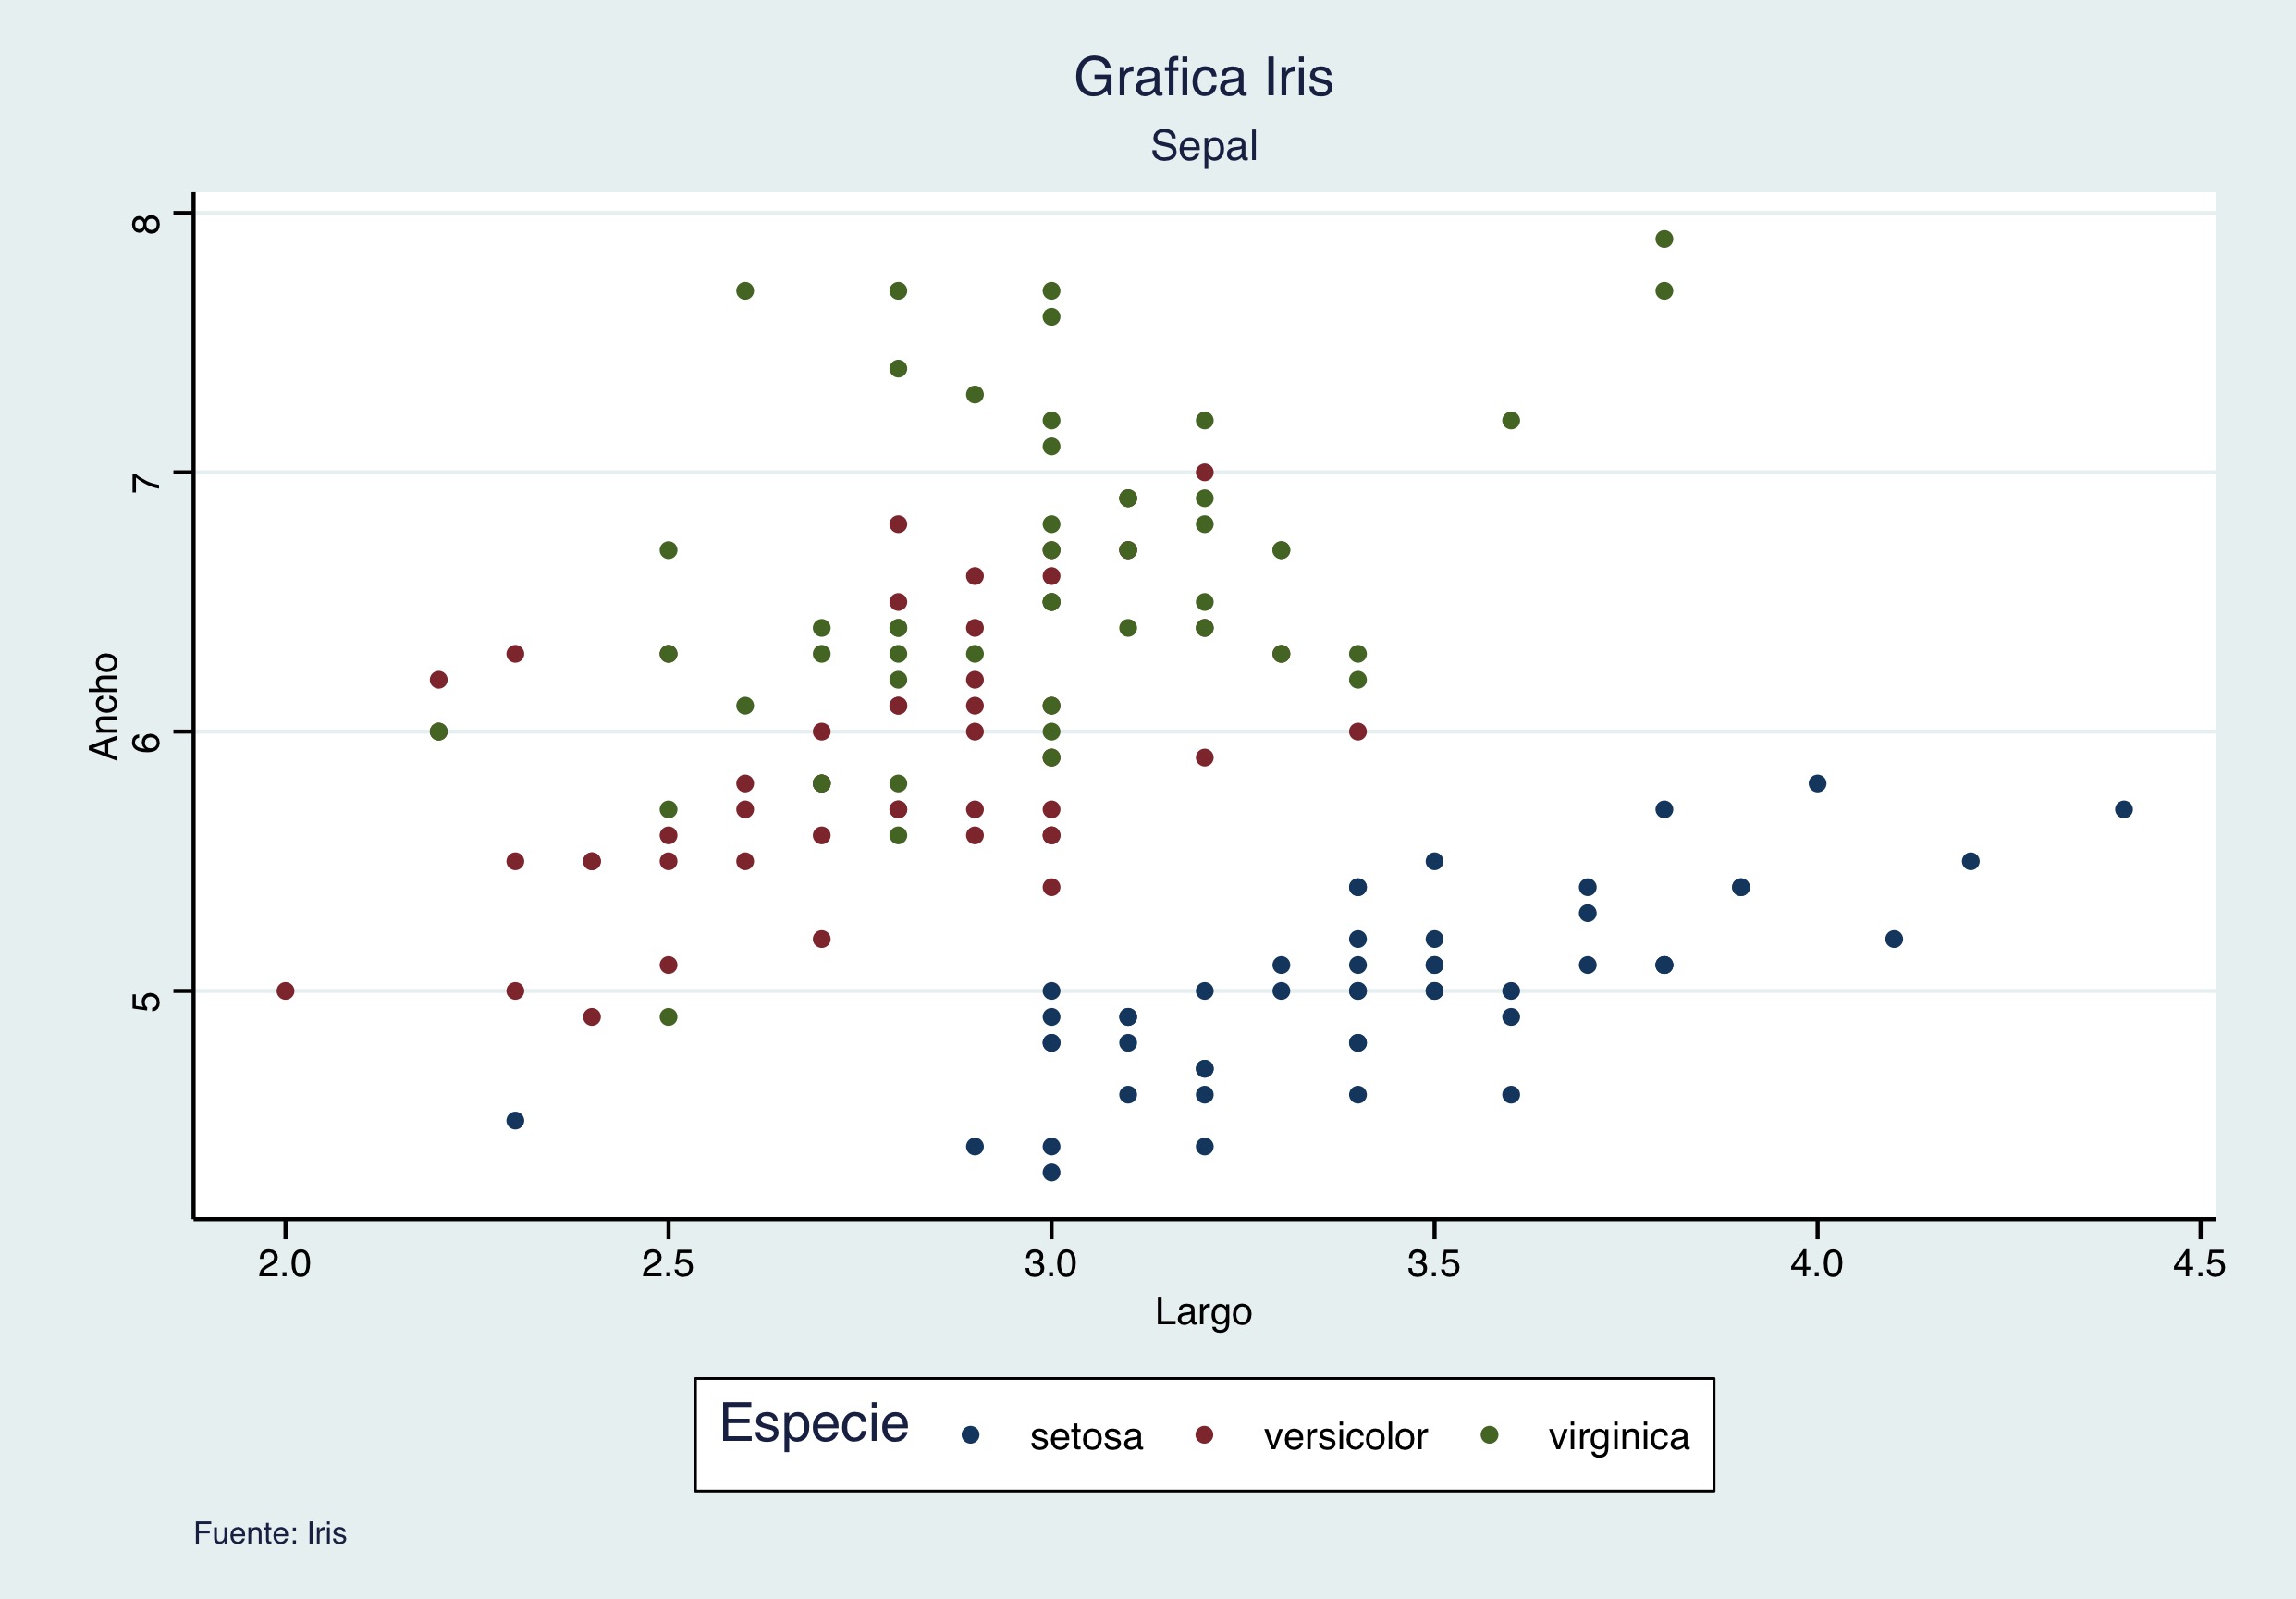 Grafica Iris
Sepal
8
7
6
5
Ancho
2.0 2.5 3.0 3.5 4.0 4.5
Largo
Especie setosa versicolor virginica
Fuente: Iris